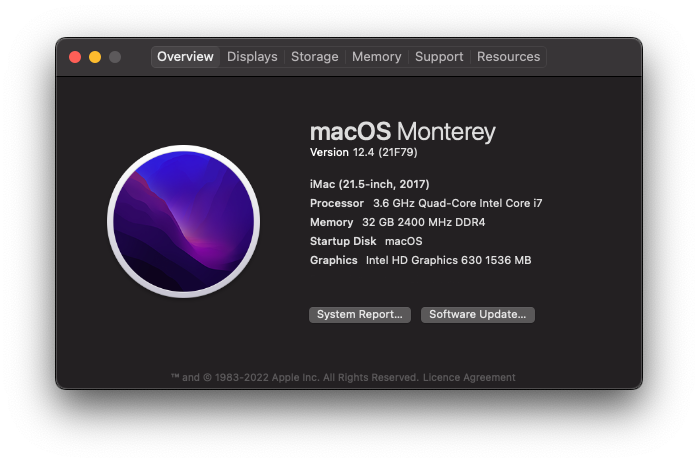 Overview Displays Storage Memory Support Resources
macOS Monterey
Version 12.4 (21F79)
iMac (21.5-inch, 2017)
Processor 3.6 GHz Quad-Core Intel Core i7
Memory 32 GB 2400 MHz DDR4
Startup Disk macOS
Graphics Intel HD Graphics 630 1536 MB
System Report... Software Update...
™ and © 1983-2022 Apple Inc. All Rights Reserved. Licence Agreement